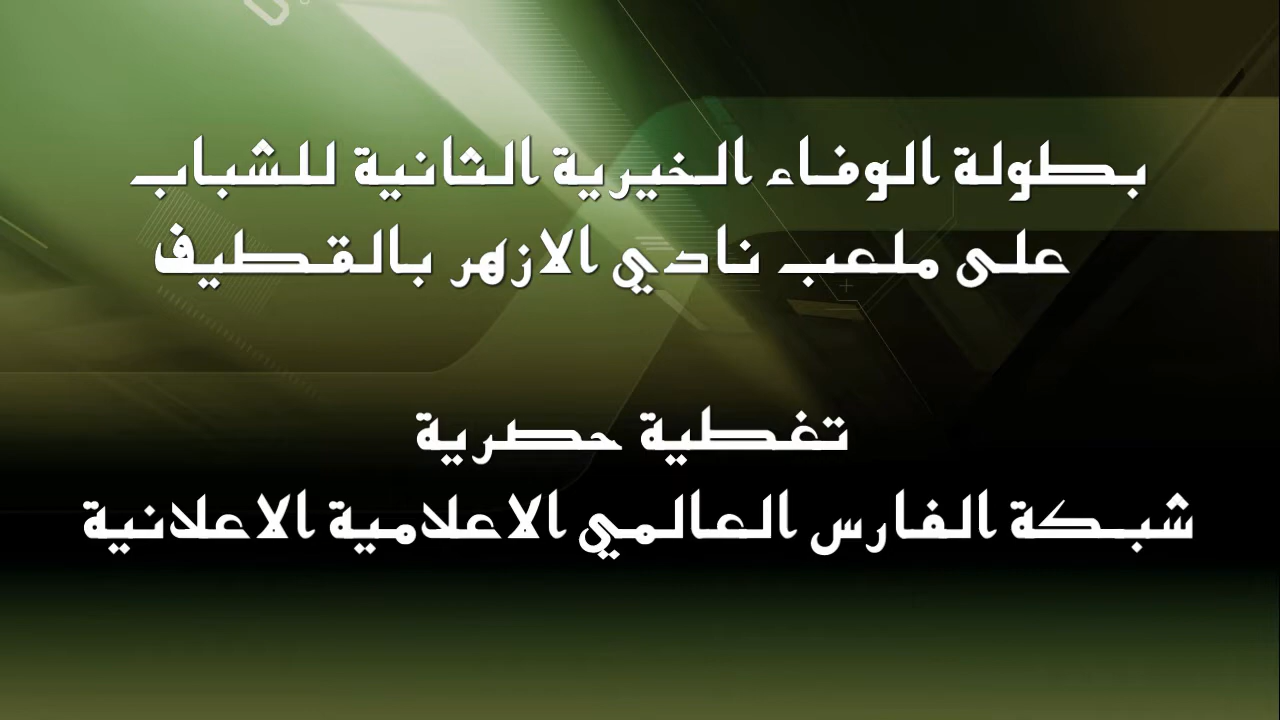 بطولة الوفاء الخيرية الثانية للشباب
على ملعب نادي الازهر بالقطيف
تغطية حصرية
شبكة الفارس العالمي الاعلامية الاعلانية